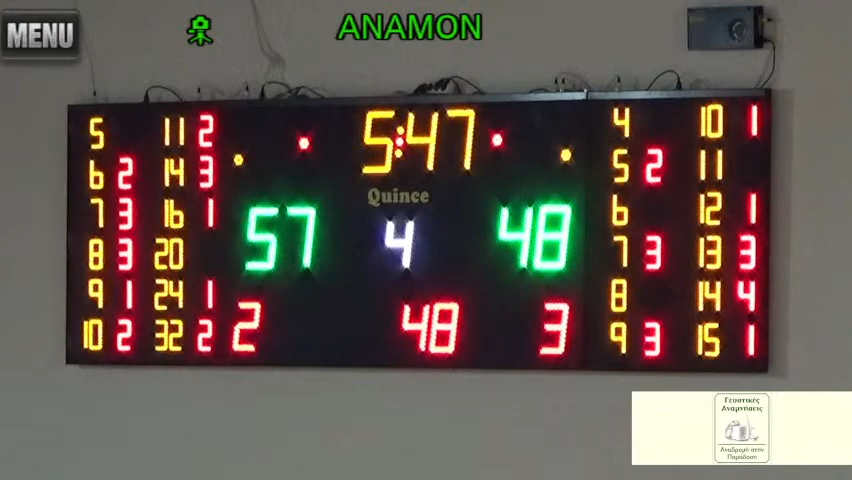 MENU
ΑΝΑΜΟΝ
5:47
Quince
57 4 48
2 48 3
5 11 2
6 2 14 3
7 3 16 1
8 3 20
9 1 24 1
10 2 32 2
4 10 1
5 2 11
6 12 1
7 3 13 3
8 14 4
9 3 15 1
Γευστικές
Αναμνήσεις
Αναδρομή στην
Παράδοση